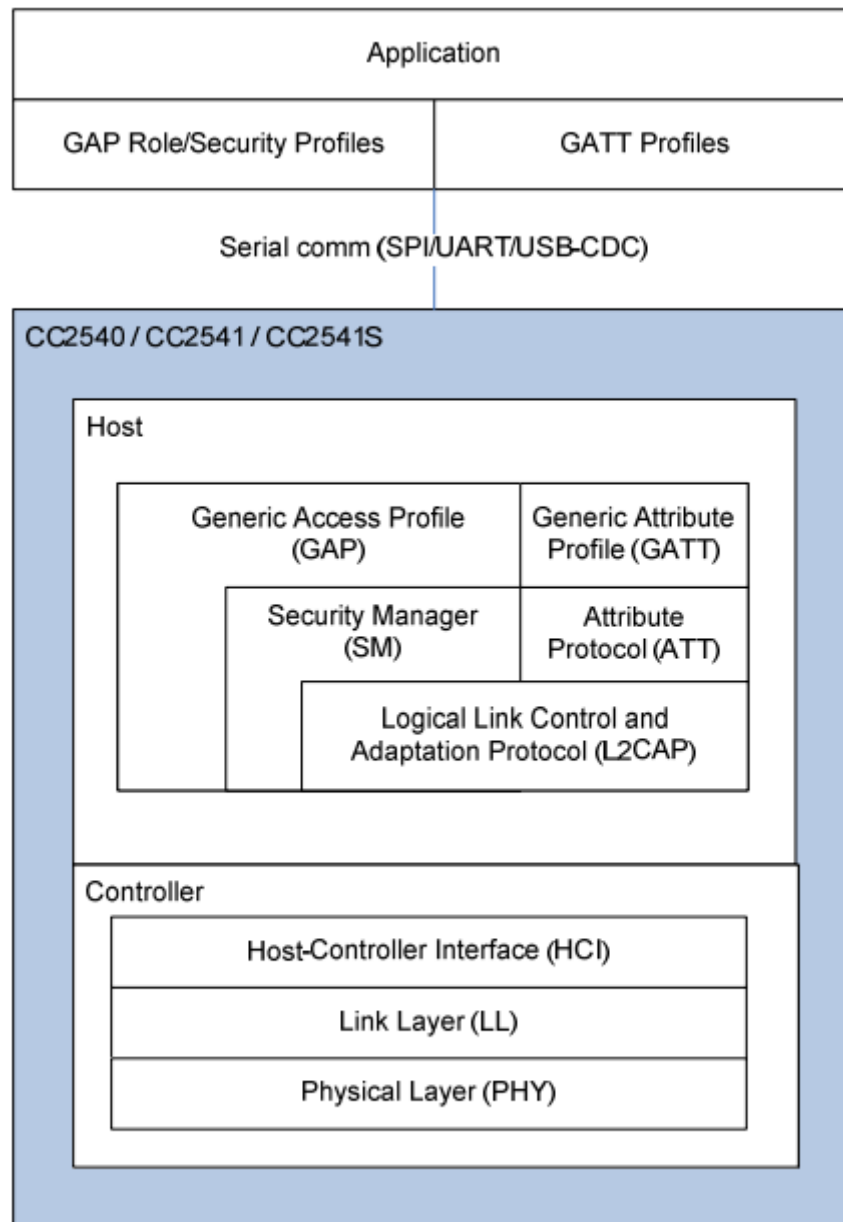 Application
GAP Role/Security Profiles
GATT Profiles
Serial comm (SPI/UART/USB-CDC)
CC2540 / CC2541 / CC2541S
Host
Generic Access Profile
(GAP)
Generic Attribute
Profile (GATT)
Security Manager
(SM)
Attribute
Protocol (ATT)
Logical Link Control and
Adaptation Protocol (L2CAP)
Controller
Host-Controller Interface (HCI)
Link Layer (LL)
Physical Layer (PHY)